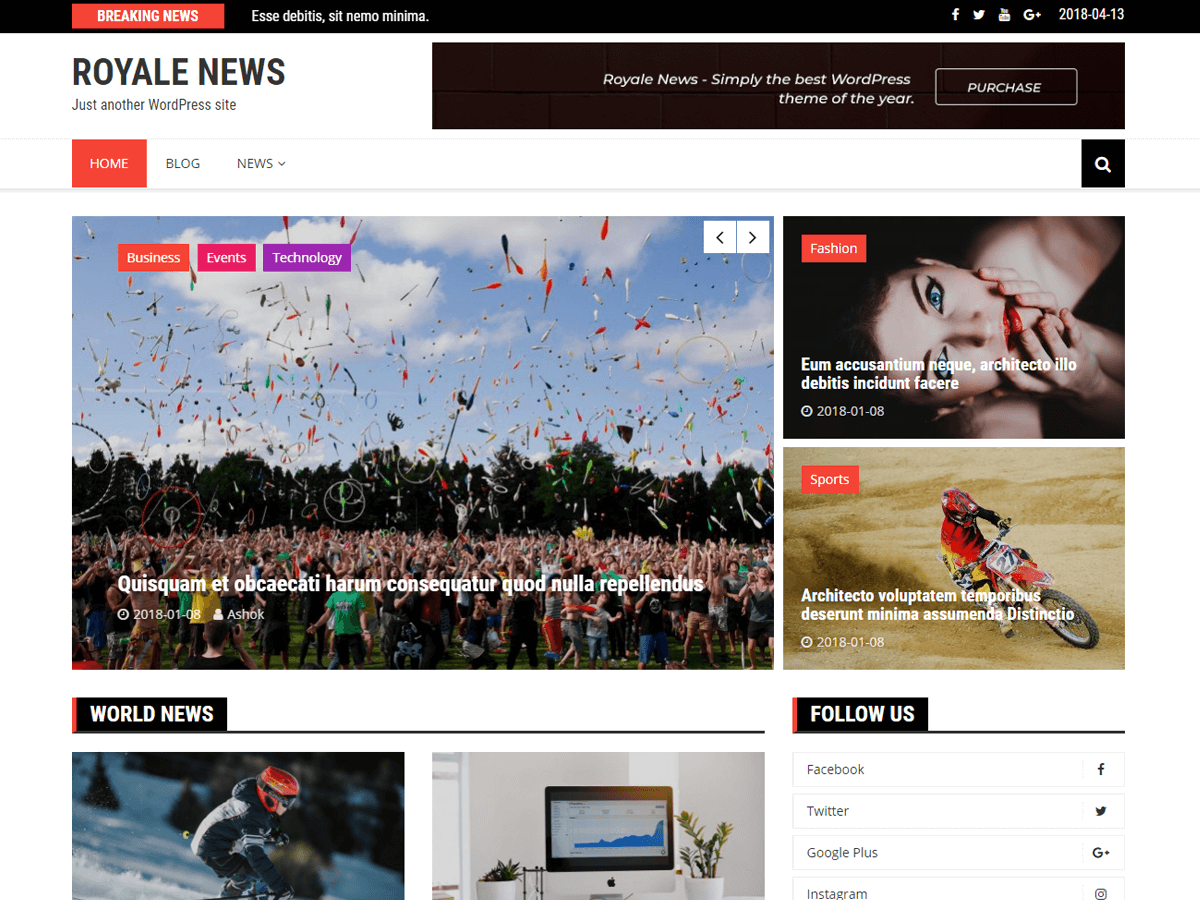 BREAKING NEWS
Esse debitis, sit nemo minima.
2018-04-13
ROYALE NEWS
Just another WordPress site
Royale News - Simply the best WordPress
theme of the year.
PURCHASE
HOME
BLOG
NEWS
Business
Events
Technology
Quisquam et obcaecati harum consequatur quod nulla repellendus
2018-01-08
Ashok
Fashion
Eum accusantium neque, architecto illo
debitis incidunt facere
2018-01-08
Sports
Architecto voluptatem temporibus
deserunt minima assumenda Distinctio
2018-01-08
WORLD NEWS
FOLLOW US
Facebook
Twitter
Google Plus
Instagram